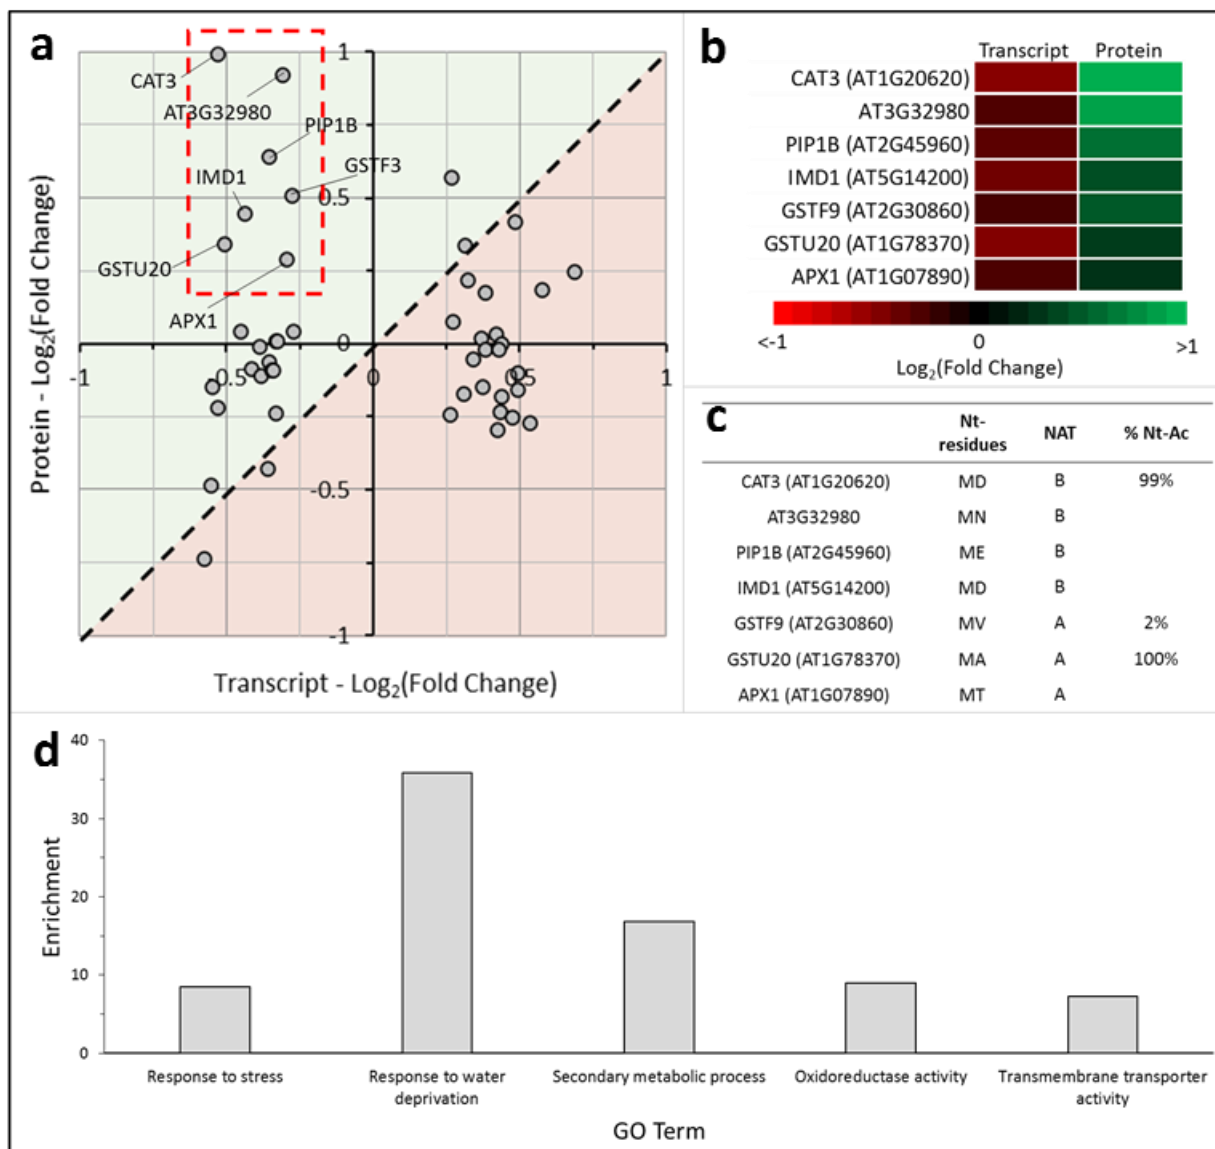 a
1
CAT3
AT3G32980
PIP1B
GSTF3
IMD1
0.5
GSTU20
APX1
0
-1
-0.5
0
0.5
1
-0.5
-1
Protein - Log2(Fold Change)
Transcript - Log2(Fold Change)
b
Transcript Protein
CAT3 (AT1G20620)
AT3G32980
PIP1B (AT2G45960)
IMD1 (AT5G14200)
GSTF9 (AT2G30860)
GSTU20 (AT1G78370)
APX1 (AT1G07890)
<-1 0 >1
Log2(Fold Change)
c
Nt-residues NAT % Nt-Ac
CAT3 (AT1G20620) MD B 99%
AT3G32980 MN B
PIP1B (AT2G45960) ME B
IMD1 (AT5G14200) MD B
GSTF9 (AT2G30860) MV A 2%
GSTU20 (AT1G78370) MA A 100%
APX1 (AT1G07890) MT A
d
40
30
20
10
0
Enrichment
Response to stress
Response to water
deprivation
Secondary metabolic process
Oxidoreductase activity
Transmembrane transporter
activity
GO Term